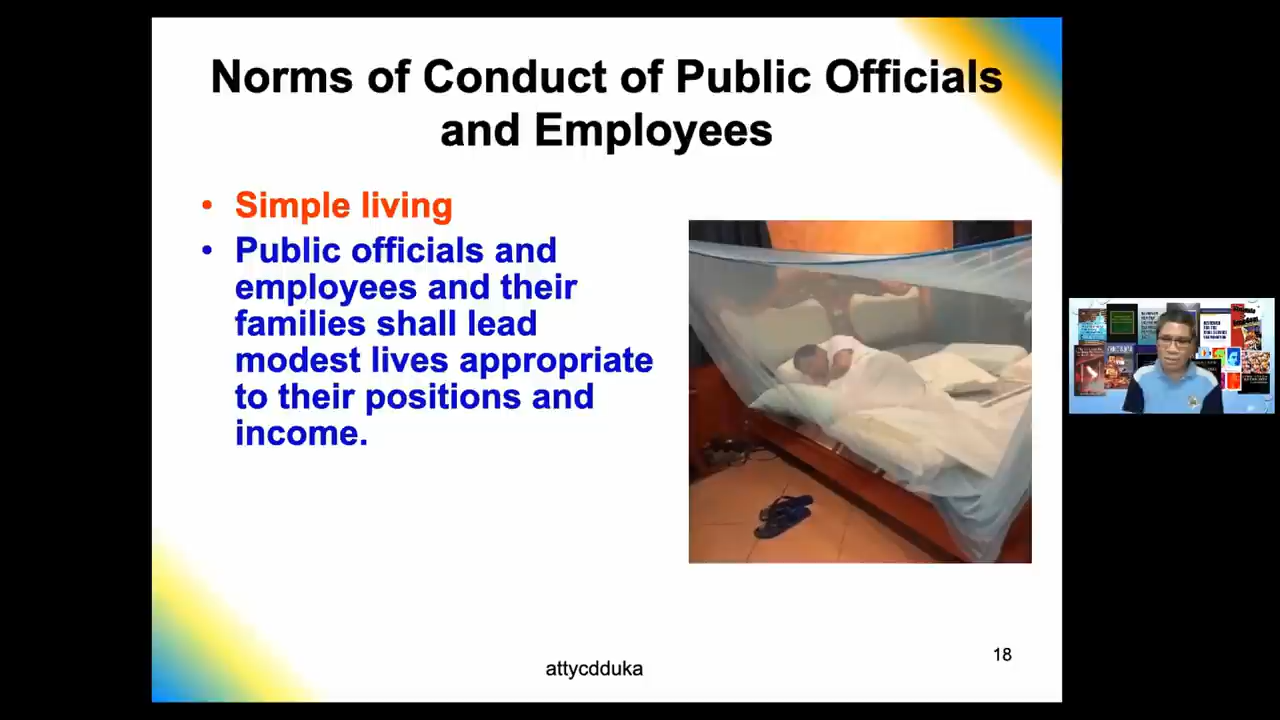 Norms of Conduct of Public Officials
and Employees
• Simple living
• Public officials and
employees and their
families shall lead
modest lives appropriate
to their positions and
income.
attycdduka
18